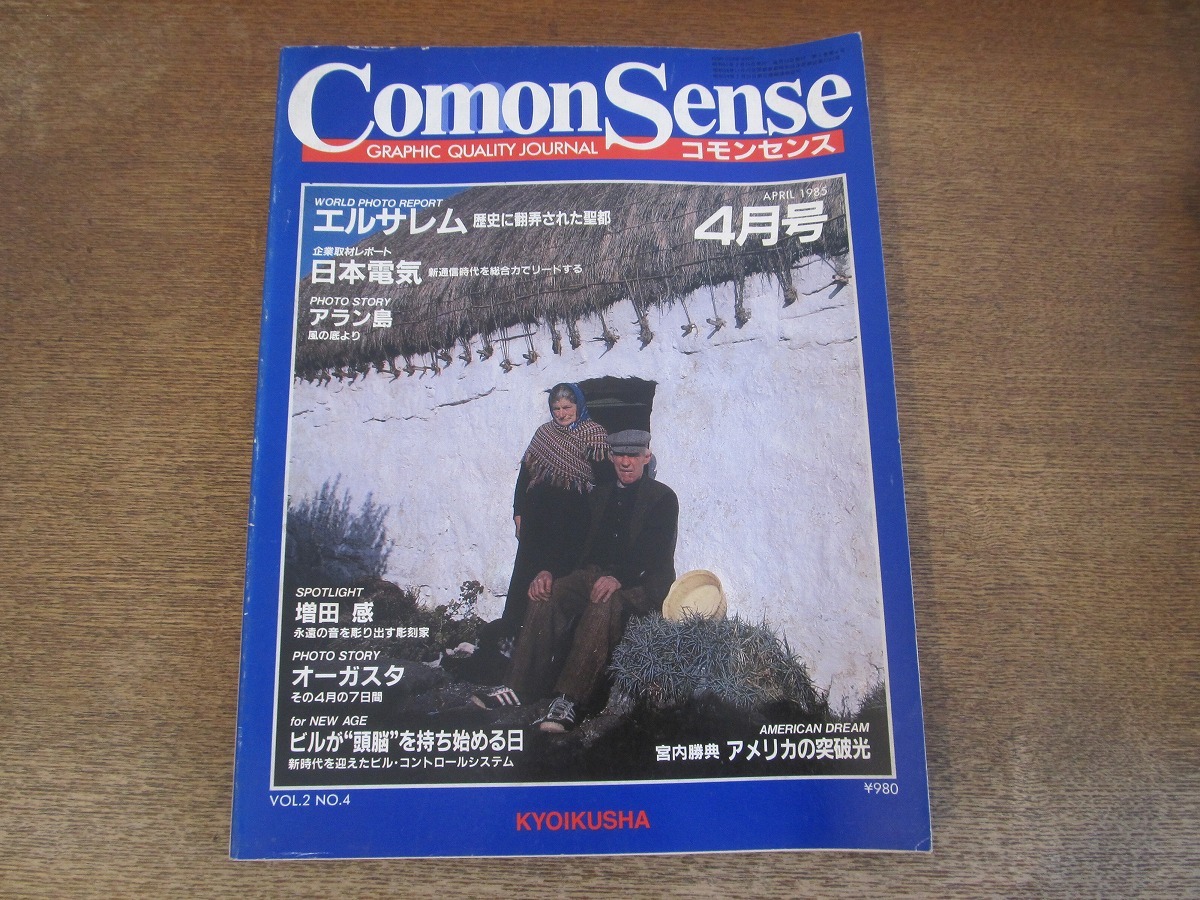 ComonSense
GRAPHIC QUALITY JOURNAL
コモンセンス
APRIL 1985
4月号
WORLD PHOTO REPORT
エルサレム 歴史に翻弄された聖都
企業取材レポート
日本電気 新通信時代を総合力でリードする
PHOTO STORY
アラン島
風の底より
SPOTLIGHT
増田 感
永遠の音を彫り出す彫刻家
PHOTO STORY
オーガスタ
その4月の7日間
for NEW AGE
ビルが“頭脳”を持ち始める日
新時代を迎えたビル・コントロールシステム
AMERICAN DREAM
宮内勝典 アメリカの突破光
VOL.2 NO.4
¥980
KYOIKUSHA